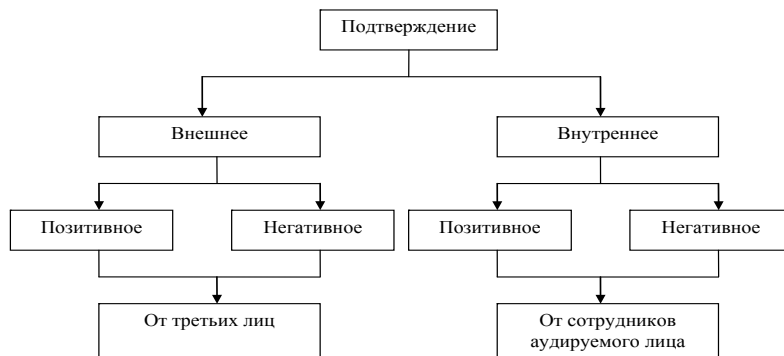 Подтверждение
Внешнее
Внутреннее
Позитивное
Негативное
Позитивное
Негативное
От третьих лиц
От сотрудников
аудируемого лица